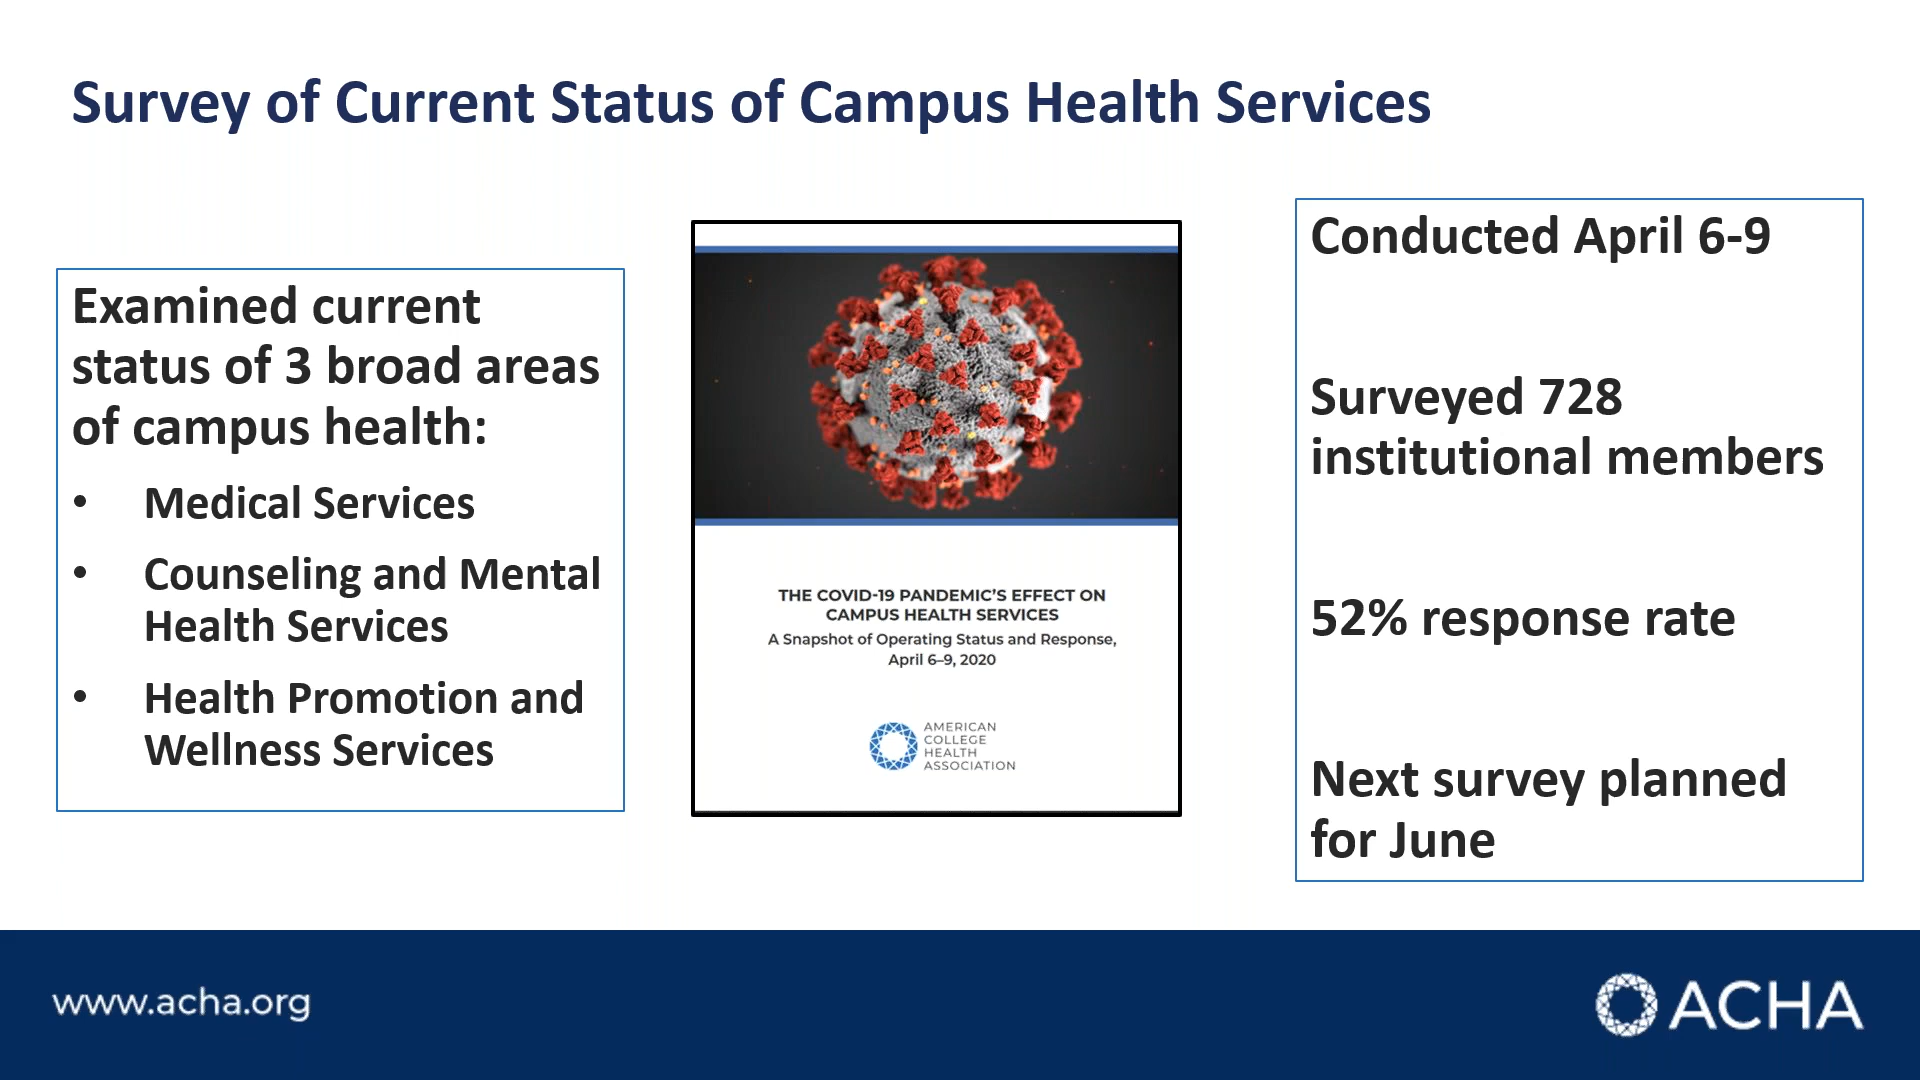 Survey of Current Status of Campus Health Services
Examined current
status of 3 broad areas
of campus health:
• Medical Services
• Counseling and Mental
Health Services
• Health Promotion and
Wellness Services
THE COVID-19 PANDEMIC'S EFFECT ON
CAMPUS HEALTH SERVICES
A Snapshot of Operating Status and Response,
April 6–9, 2020
AMERICAN
COLLEGE
HEALTH
ASSOCIATION
Conducted April 6-9
Surveyed 728
institutional members
52% response rate
Next survey planned
for June
www.acha.org
ACHA